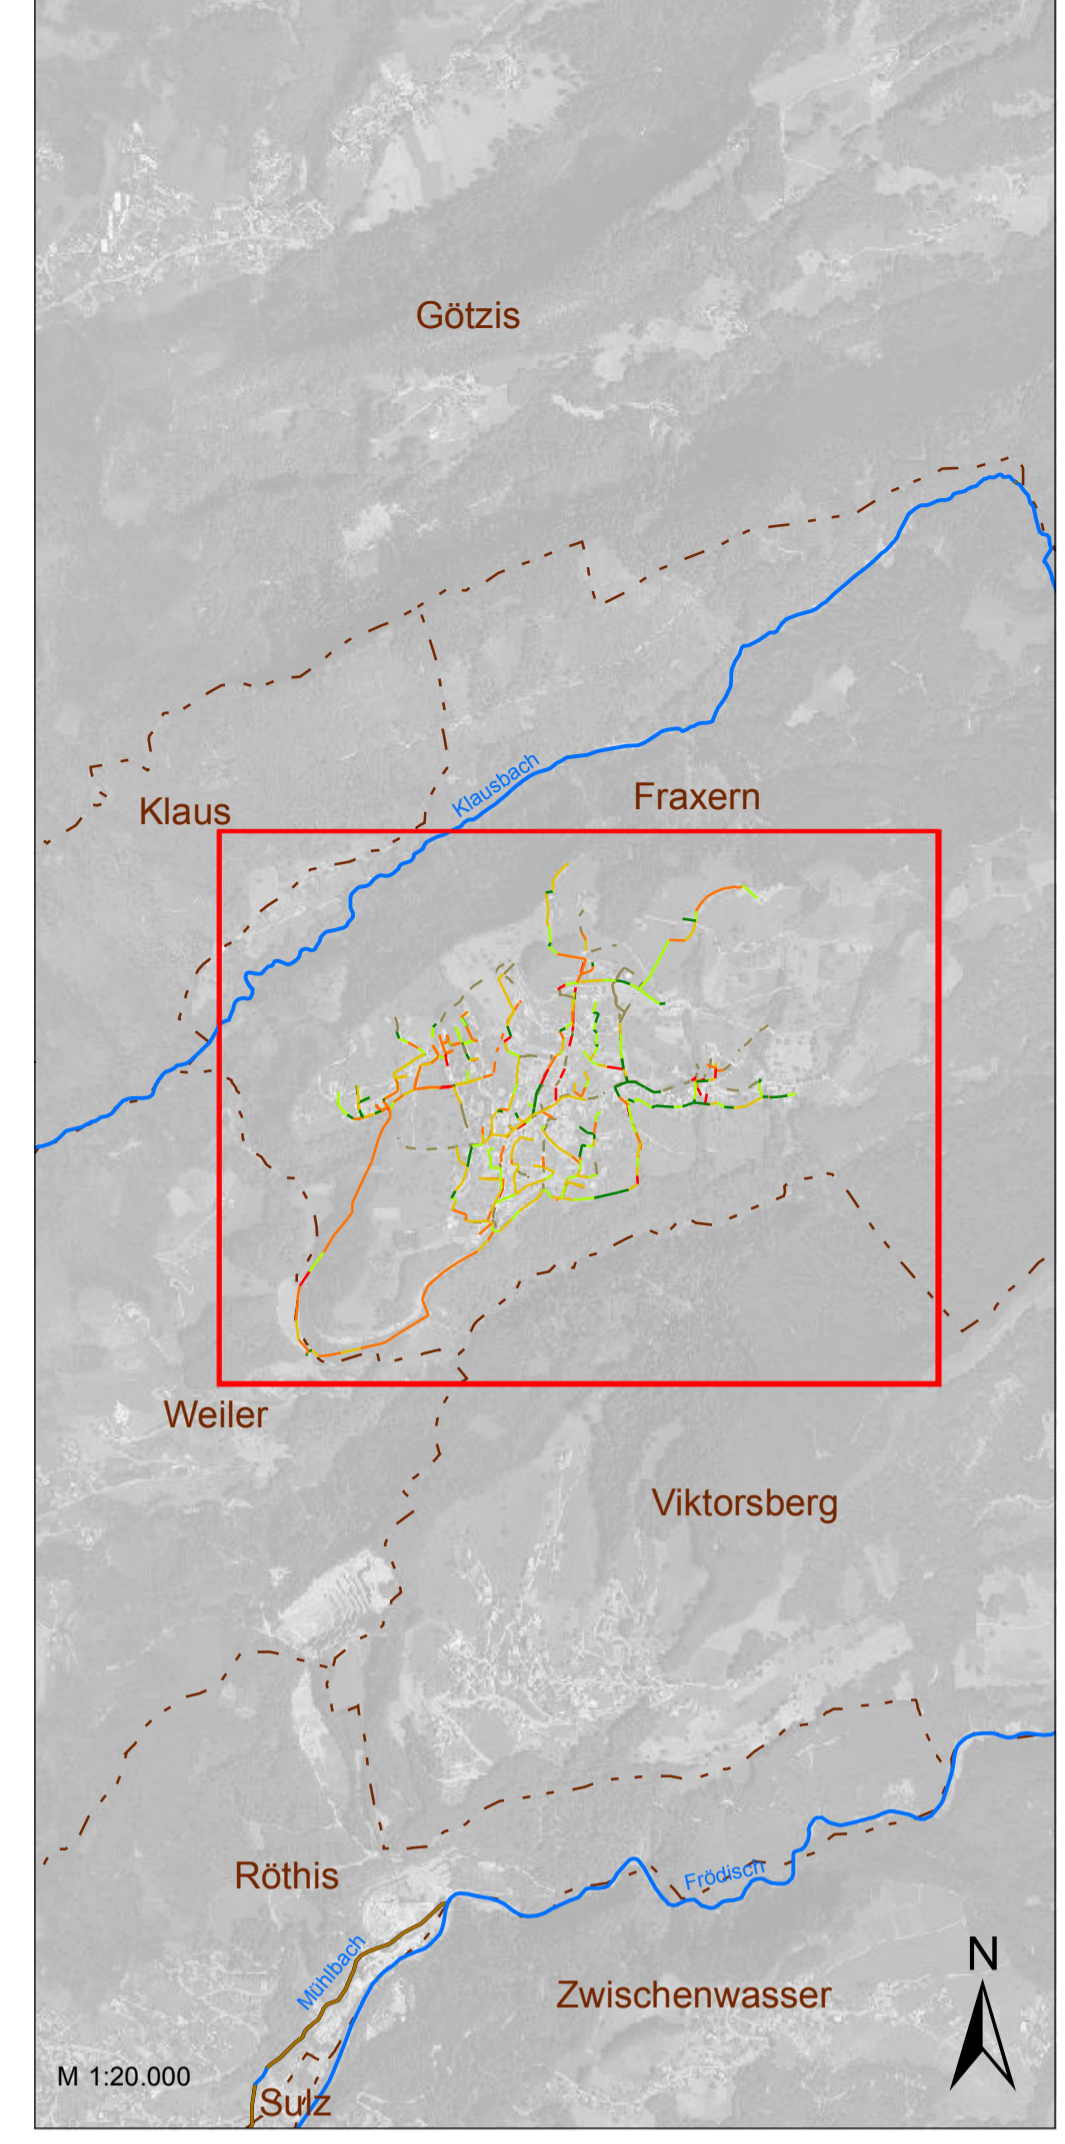 Götzis
Klausbach
Fraxern
Klaus
Weiler
Viktorsberg
Röthis
Frödisch
Mühlbach
N
Zwischenwasser
M 1:20.000
Sulz